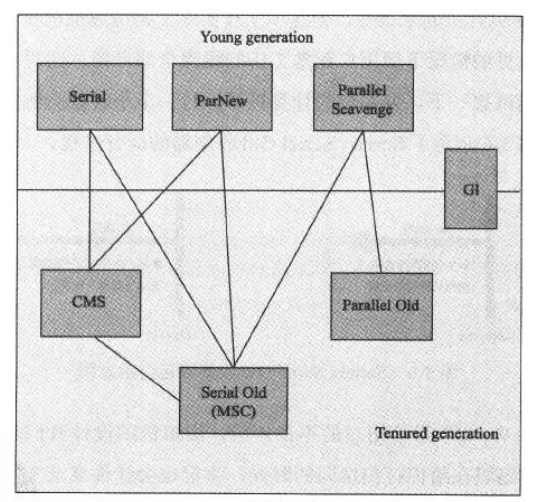 Young generation
Serial
ParNew
Parallel
Scavenge
G1
CMS
Parallel Old
Serial Old
(MSC)
Tenured generation